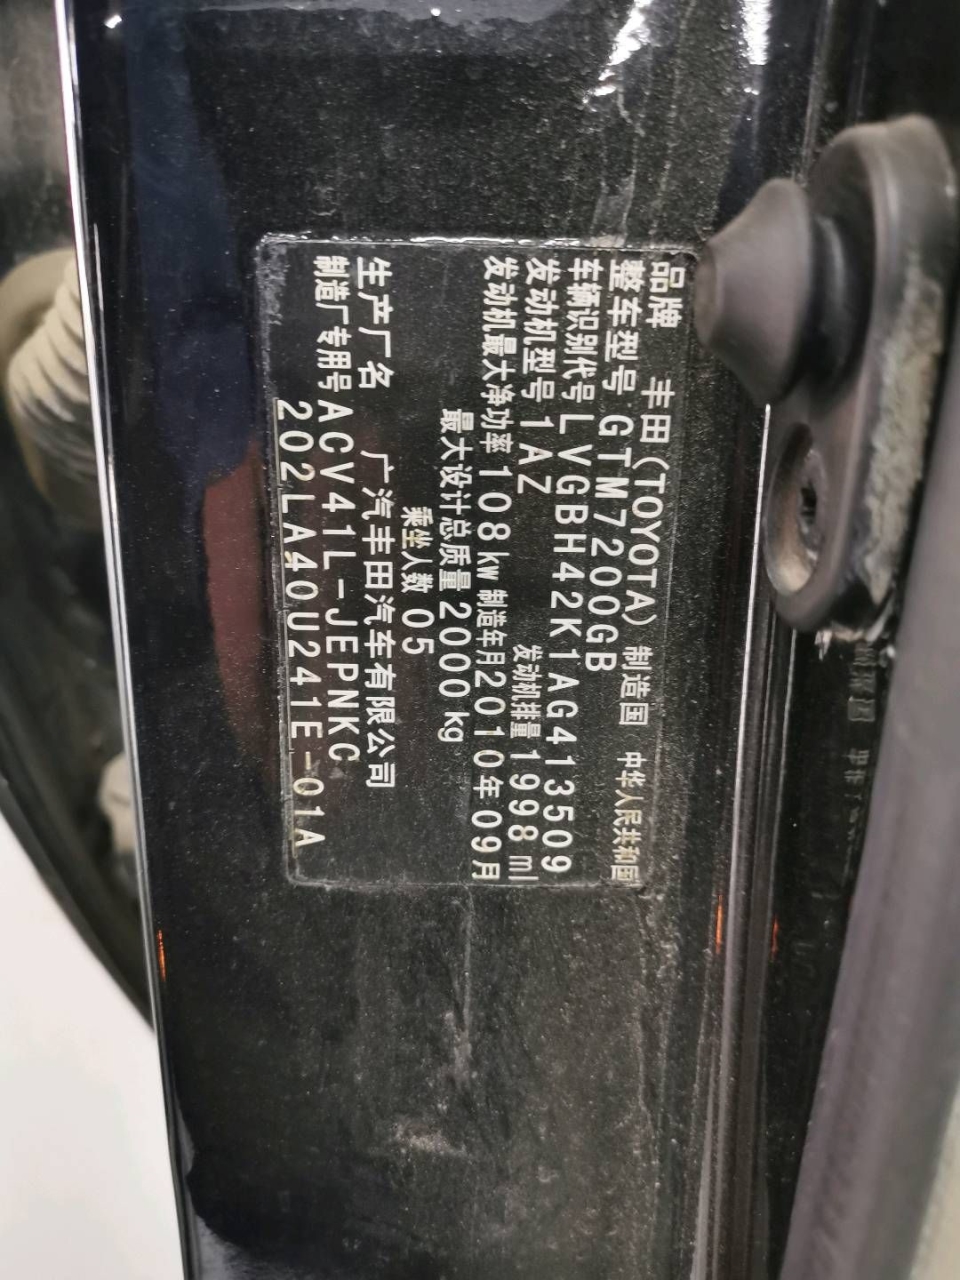 品牌 丰田(TOYOTA) 制造国 中华人民共和国
整车型号 GTM7200GB
车辆识别代号 LVGBH42K1AG413509
发动机型号 1AZ 发动机排量 1998 ml
发动机最大净功率 108 kw 制造年月 2010年09月
最大设计总质量 2000 kg
乘坐人数 05
生产厂名 广汽丰田汽车有限公司
制造厂专用号 ACV41L-JEPNKC
202LA40U241E-01A